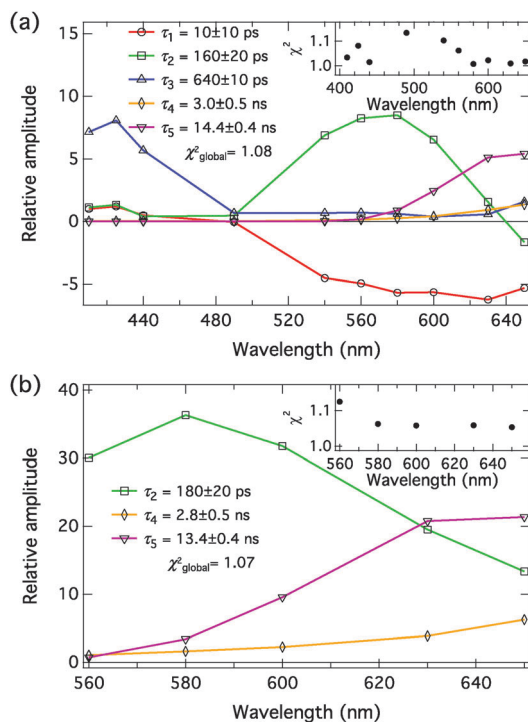 (a)
15
10
5
0
-5
Relative amplitude
τ1 = 10±10 ps
τ2 = 160±20 ps
τ3 = 640±10 ps
τ4 = 3.0±0.5 ns
τ5 = 14.4±0.4 ns
χ²global= 1.08
χ²
1.1
1.0
400 500 600
Wavelength (nm)
440 480 520 560 600 640
Wavelength (nm)
(b)
40
30
20
10
0
Relative amplitude
τ2 = 180±20 ps
τ4 = 2.8±0.5 ns
τ5 = 13.4±0.4 ns
χ²global = 1.07
χ²
1.1
1.0
560 580 600 620 640
Wavelength (nm)
560 580 600 620 640
Wavelength (nm)